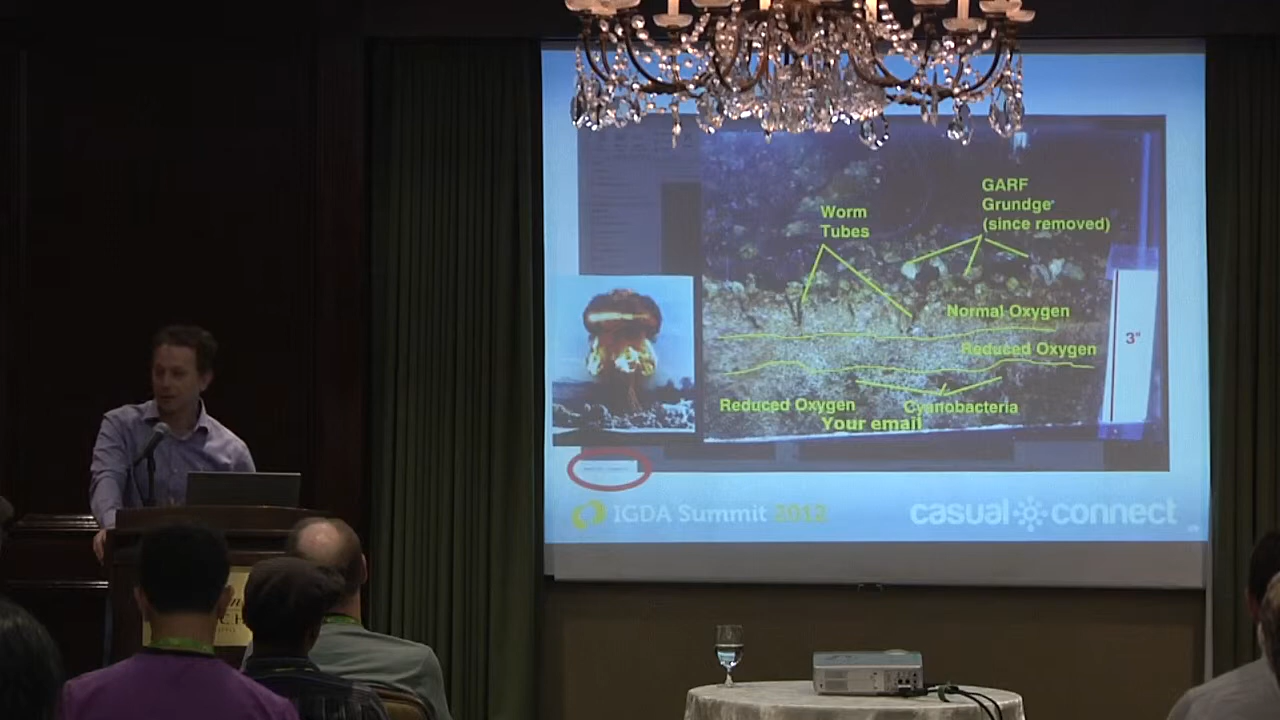 GARF
Grundge
(since removed)
Worm
Tubes
Normal Oxygen
Reduced Oxygen
3"
Reduced Oxygen
Cyanobacteria
Your email
IGDA Summit 2012
casual connect